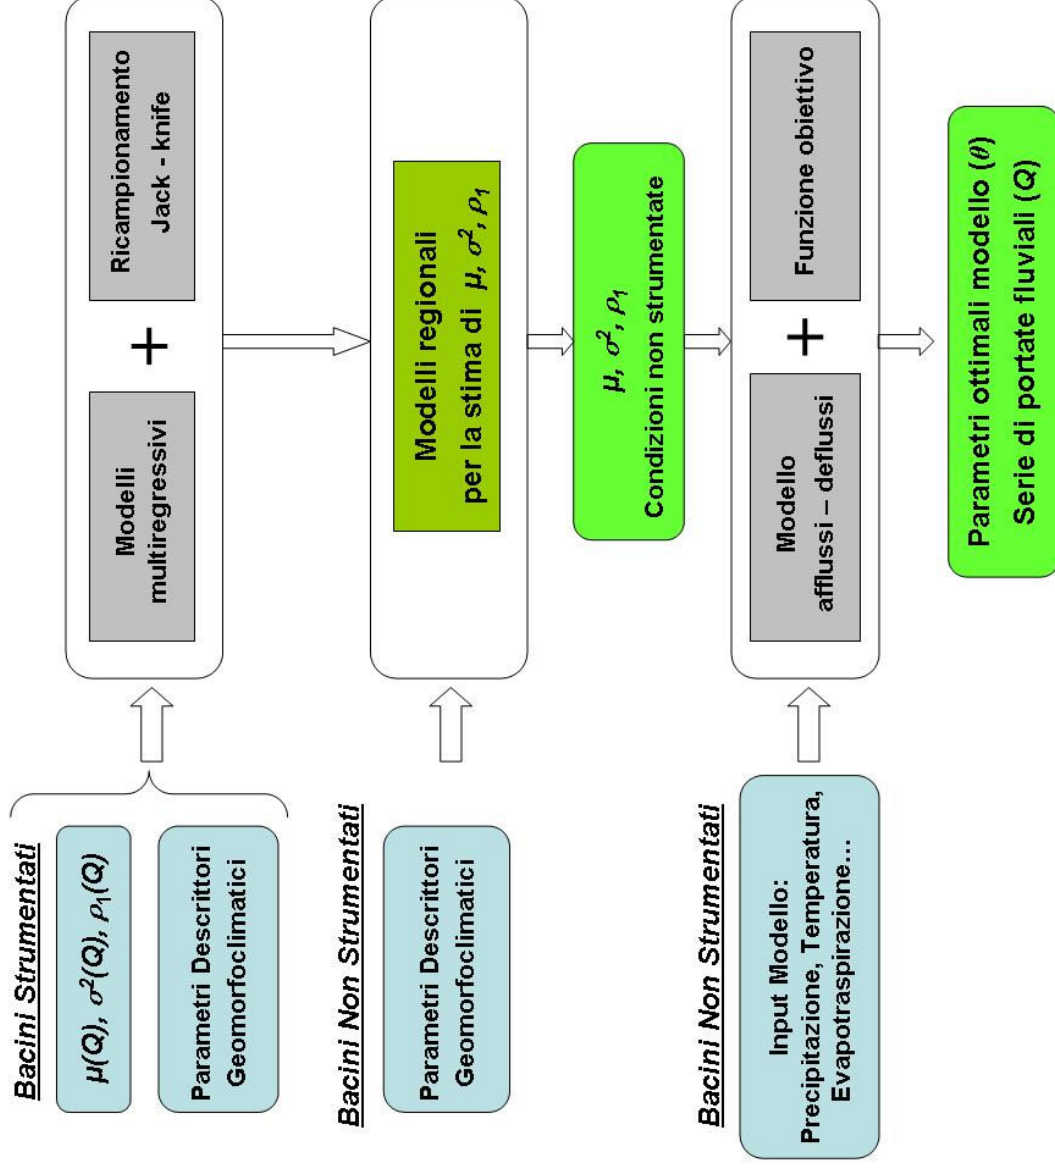 Bacini Strumentati
μ(Q), σ²(Q), ρ₁(Q)
Parametri Descrittori
Geomorfoclimatici
Modelli
multiregressivi
+
Ricampionamento
Jack - knife
Bacini Non Strumentati
Parametri Descrittori
Geomorfoclimatici
Modelli regionali
per la stima di μ, σ², ρ₁
μ, σ², ρ₁
Condizioni non strumentate
Bacini Non Strumentati
Input Modello:
Precipitazione, Temperatura,
Evapotraspirazione...
Modello
afflussi – deflussi
+
Funzione obiettivo
Parametri ottimali modello (θ)
Serie di portate fluviali (Q)